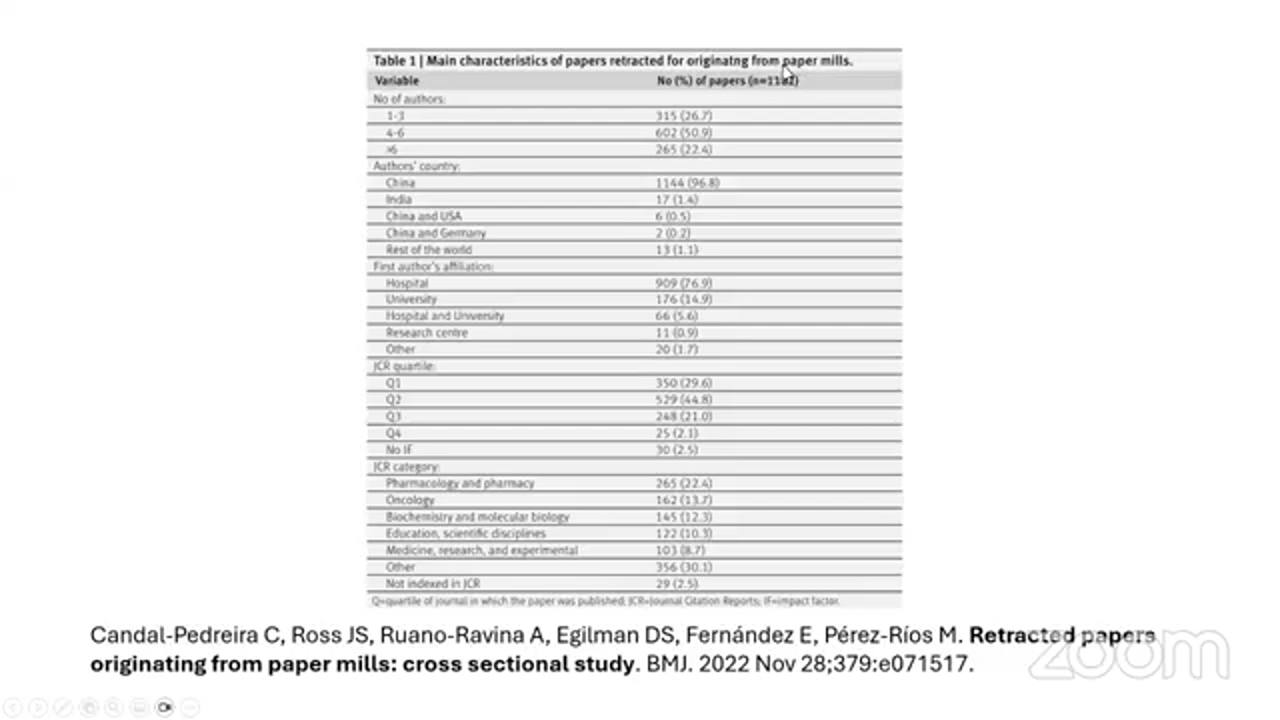 Table 1 | Main characteristics of papers retracted for originatng from paper mills.
Variable No (%) of papers (n=1182)
No of authors:
1-3 315 (26.7)
4-6 602 (50.9)
>6 265 (22.4)
Authors' country:
China 1144 (96.8)
India 17 (1.4)
China and USA 6 (0.5)
China and Germany 2 (0.2)
Rest of the world 13 (1.1)
First author's affiliation:
Hospital 909 (76.9)
University 176 (14.9)
Hospital and University 66 (5.6)
Research centre 11 (0.9)
Other 20 (1.7)
JCR quartile:
Q1 350 (29.6)
Q2 529 (44.8)
Q3 248 (21.0)
Q4 25 (2.1)
No IF 30 (2.5)
JCR category:
Pharmacology and pharmacy 265 (22.4)
Oncology 162 (13.7)
Biochemistry and molecular biology 145 (12.3)
Education, scientific disciplines 122 (10.3)
Medicine, research, and experimental 103 (8.7)
Other 356 (30.1)
Not indexed in JCR 29 (2.5)
Q=quartile of journal in which the paper was published; JCR=Journal Citation Reports; IF=impact factor.
Candal-Pedreira C, Ross JS, Ruano-Ravina A, Egilman DS, Fernández E, Pérez-Ríos M. Retracted papers
originating from paper mills: cross sectional study. BMJ. 2022 Nov 28;379:e071517.
zoom